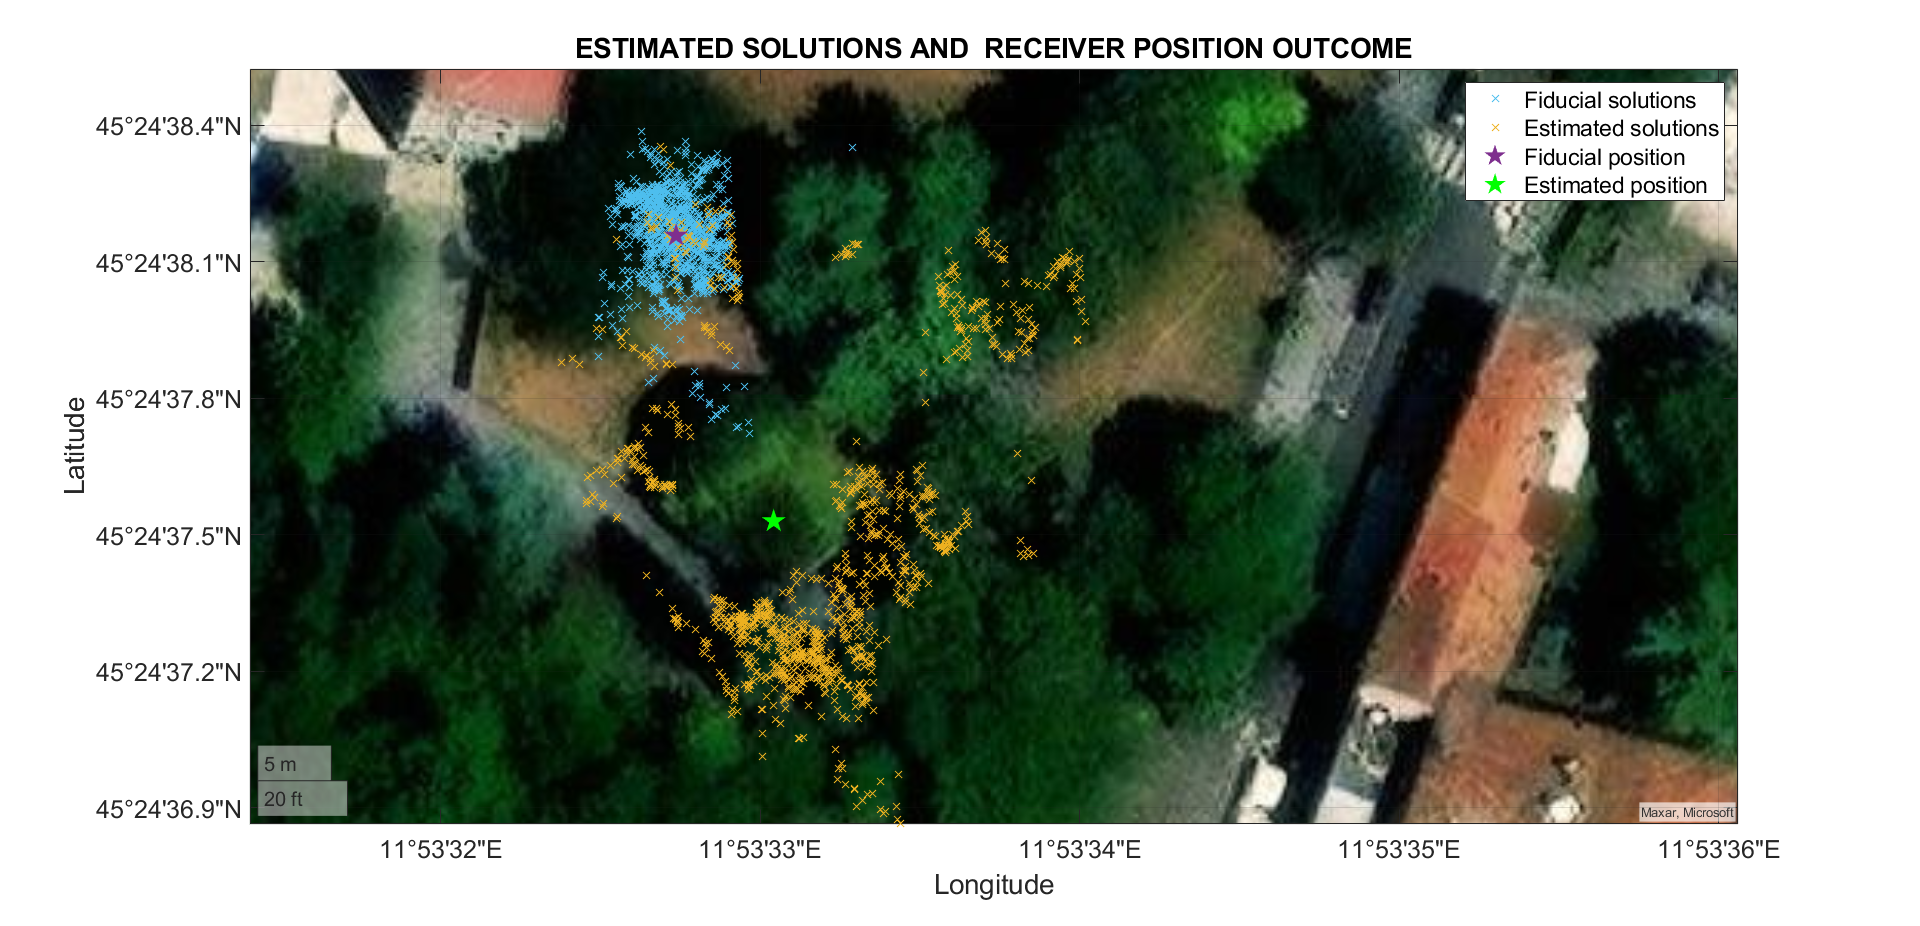 ESTIMATED SOLUTIONS AND  RECEIVER POSITION OUTCOME
Fiducial solutions
Estimated solutions
Fiducial position
Estimated position
45°24'38.4"N
45°24'38.1"N
45°24'37.8"N
45°24'37.5"N
45°24'37.2"N
45°24'36.9"N
Latitude
5 m
20 ft
Maxar, Microsoft
11°53'32"E
11°53'33"E
11°53'34"E
11°53'35"E
11°53'36"E
Longitude